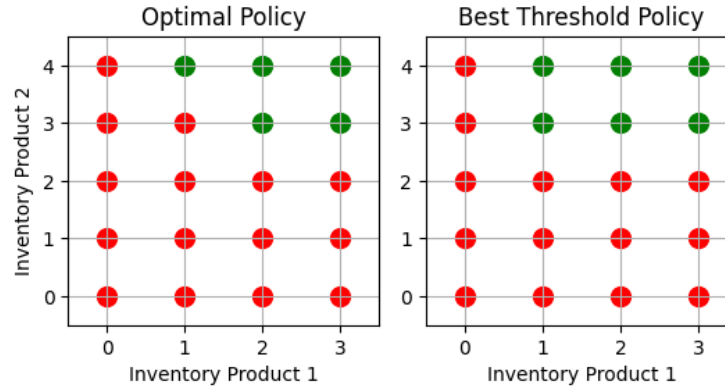 Optimal Policy
Inventory Product 2
4
3
2
1
0
0 1 2 3
Inventory Product 1
Best Threshold Policy
4
3
2
1
0
0 1 2 3
Inventory Product 1